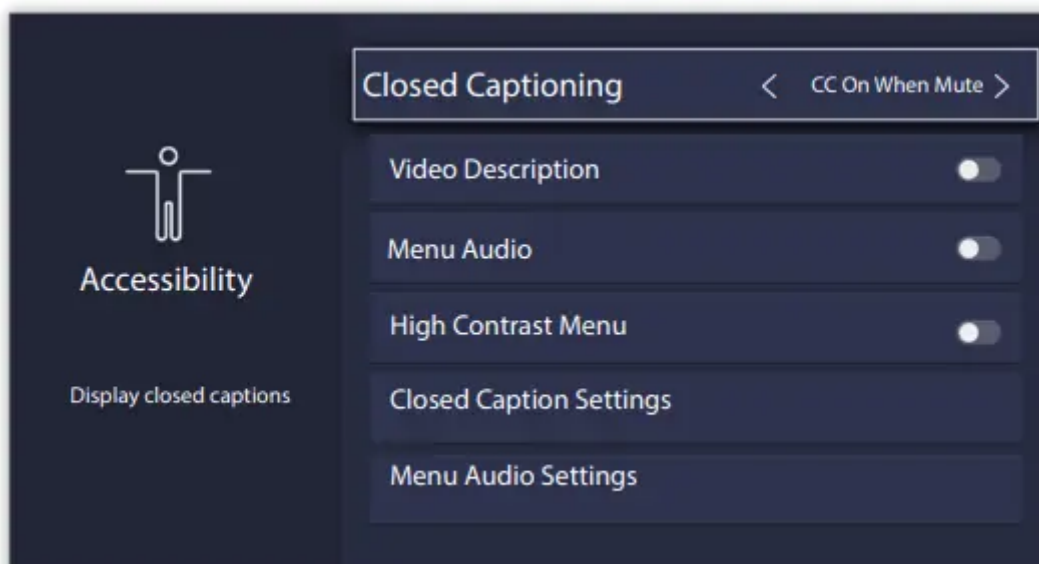 Accessibility
Display closed captions
Closed Captioning
< CC On When Mute >
Video Description
Menu Audio
High Contrast Menu
Closed Caption Settings
Menu Audio Settings